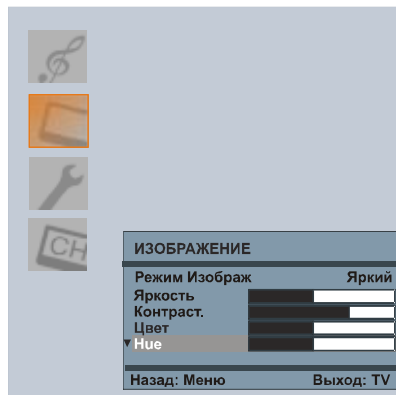 CH
ИЗОБРАЖЕНИЕ
Режим Изображ Яркий
Яркость
Контраст.
Цвет
Hue
Назад: Меню Выход: TV